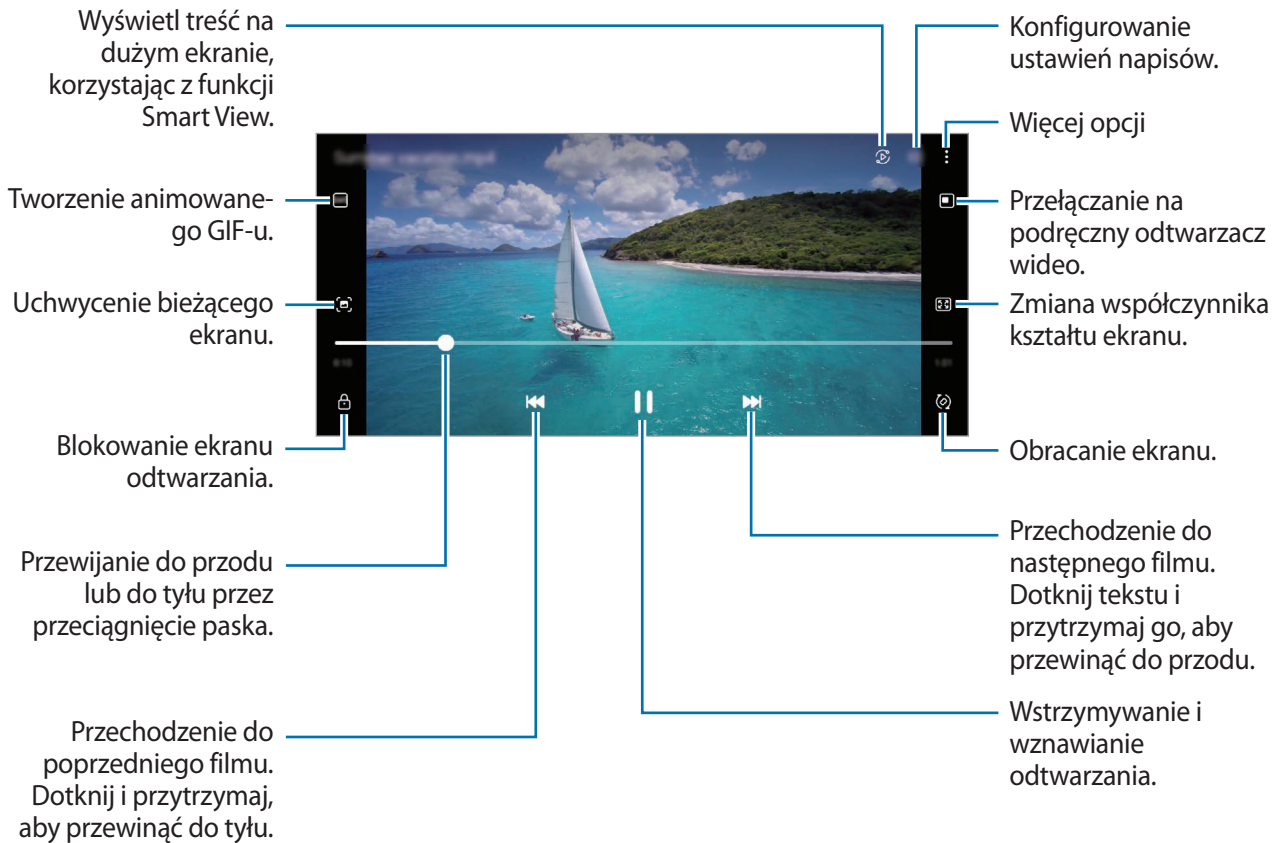 Wyświetl treść na
dużym ekranie,
korzystając z funkcji
Smart View.
Tworzenie animowane-
go GIF-u.
Uchwycenie bieżącego
ekranu.
Blokowanie ekranu
odtwarzania.
Przewijanie do przodu
lub do tyłu przez
przeciągnięcie paska.
Przechodzenie do
poprzedniego filmu.
Dotknij i przytrzymaj,
aby przewinąć do tyłu.
Konfigurowanie
ustawień napisów.
Więcej opcji
Przełączanie na
podręczny odtwarzacz
wideo.
Zmiana współczynnika
kształtu ekranu.
Obracanie ekranu.
Przechodzenie do
następnego filmu.
Dotknij tekstu i
przytrzymaj go, aby
przewinąć do przodu.
Wstrzymywanie i
wznawianie
odtwarzania.